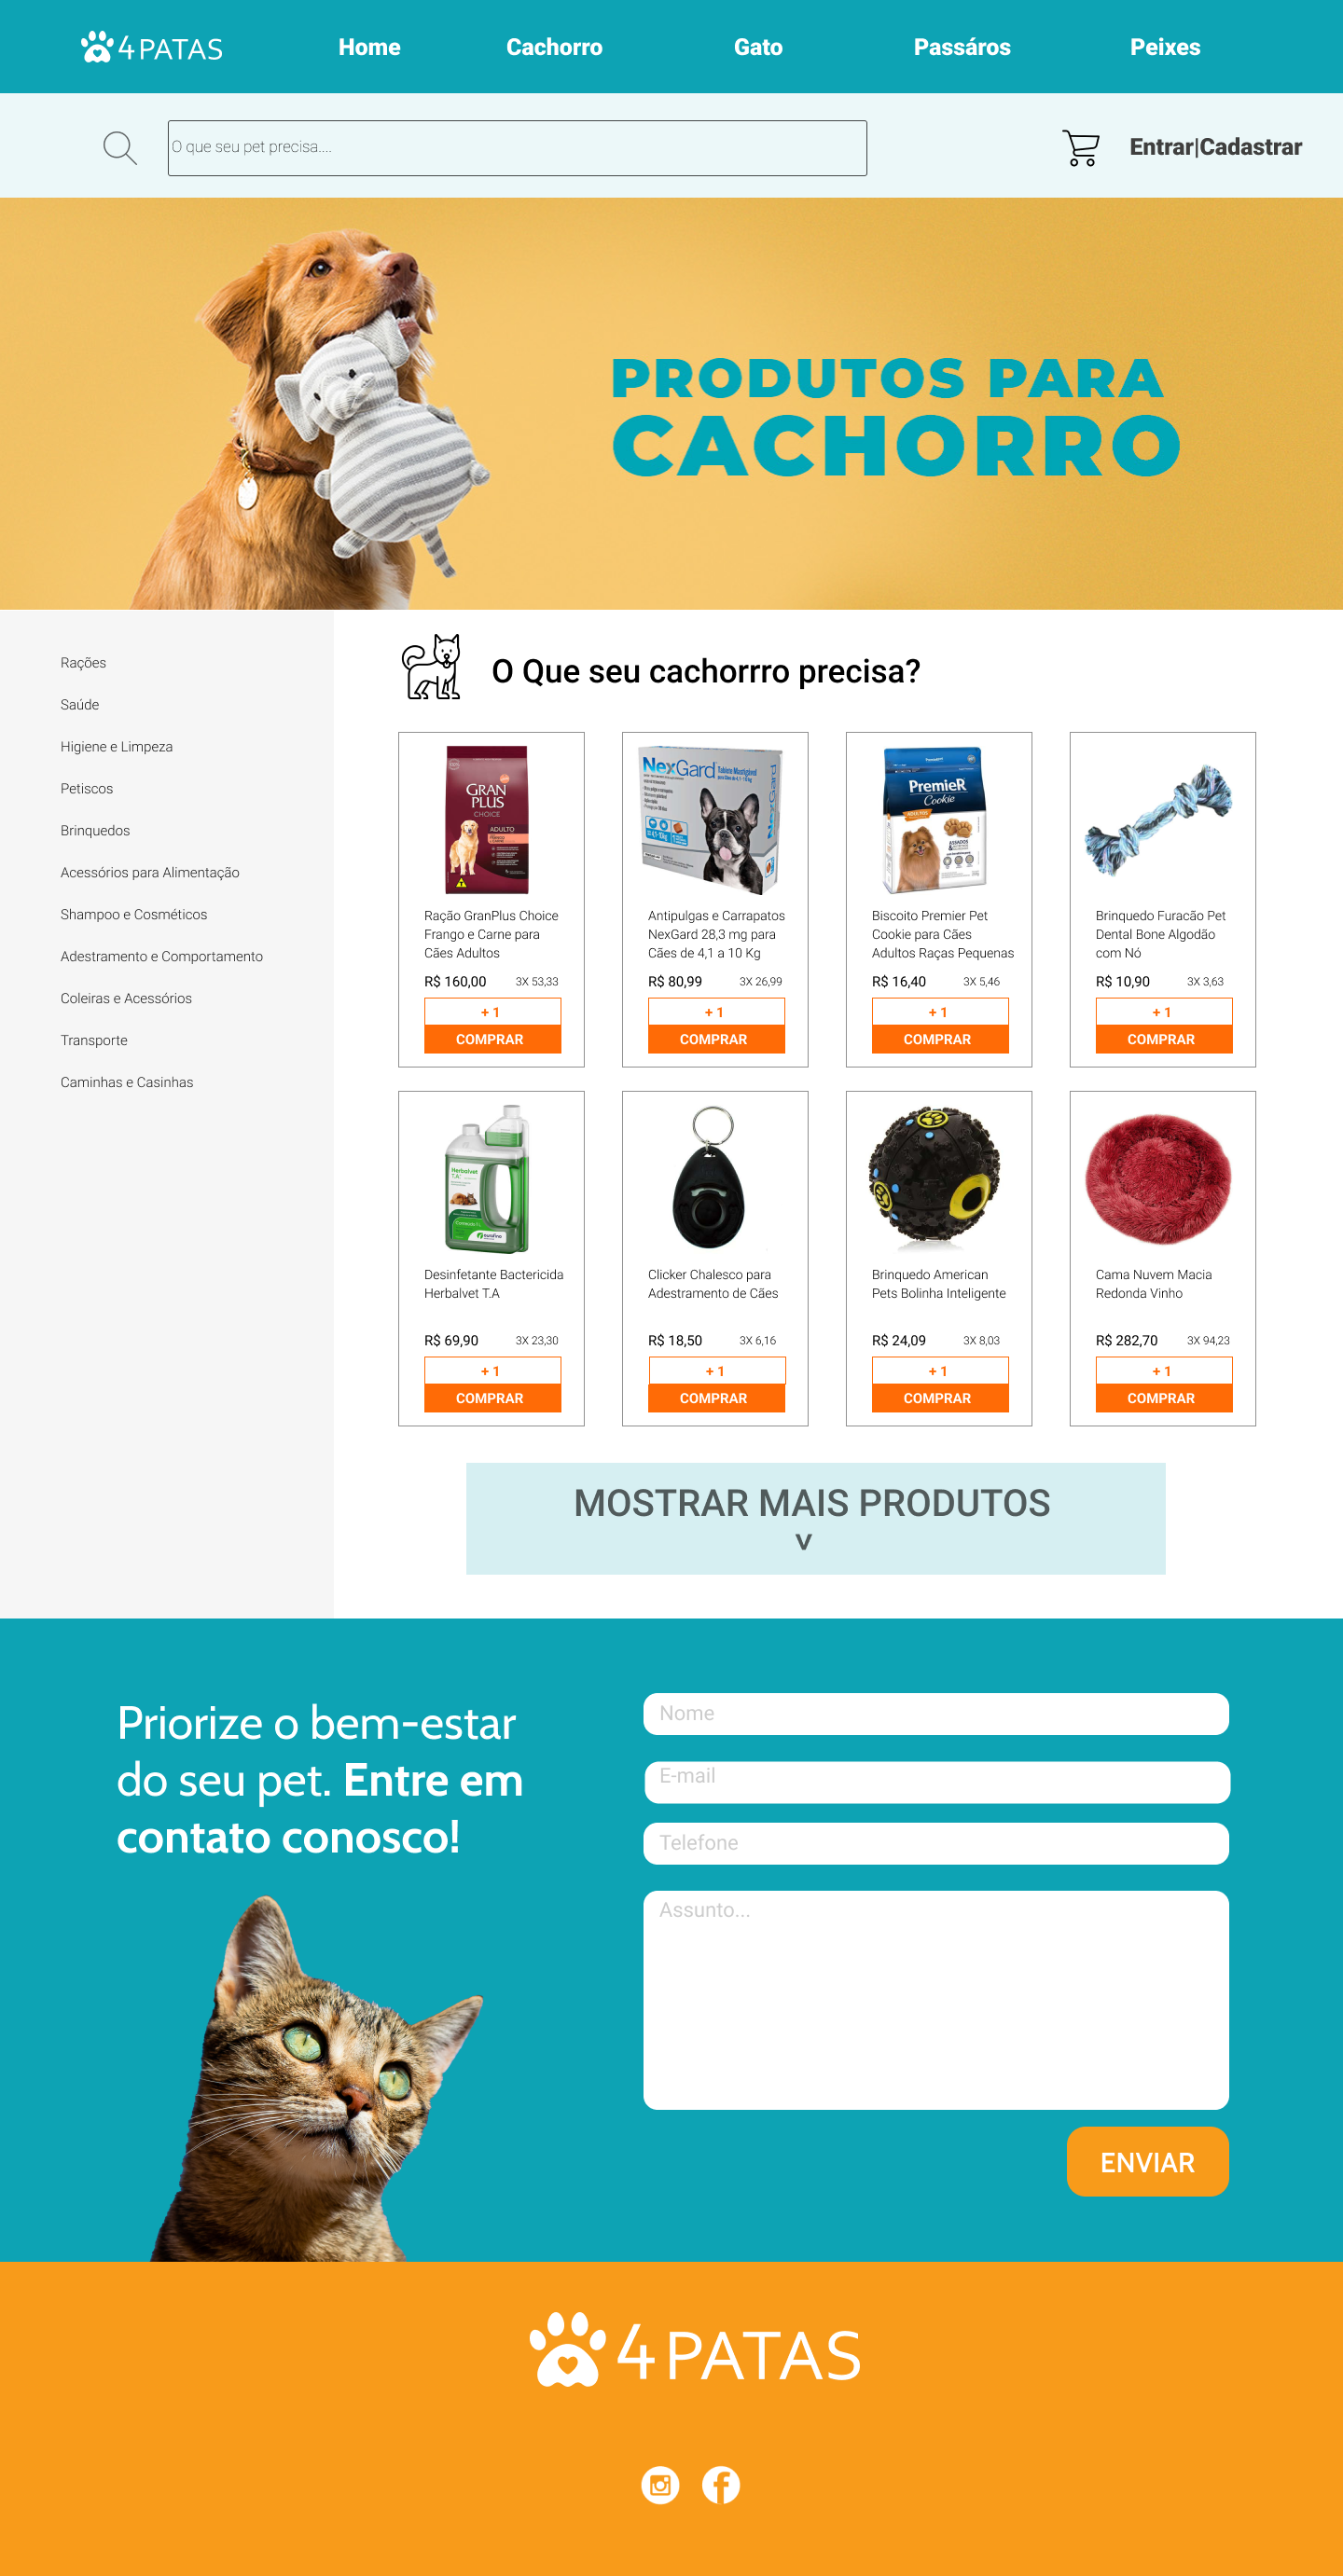 4 PATAS
Home
Cachorro
Gato
Passáros
Peixes
O que seu pet precisa....
Entrar|Cadastrar
PRODUTOS PARA
CACHORRO
Rações
Saúde
Higiene e Limpeza
Petiscos
Brinquedos
Acessórios para Alimentação
Shampoo e Cosméticos
Adestramento e Comportamento
Coleiras e Acessórios
Transporte
Caminhas e Casinhas
O Que seu cachorrro precisa?
GRAN
PLUS
CHOICE
ADULTO
Ração GranPlus Choice
Frango e Carne para
Cães Adultos
R$ 160,00 3X 53,33
+ 1
COMPRAR
NexGard
NexGard
Antipulgas e Carrapatos
NexGard 28,3 mg para
Cães de 4,1 a 10 Kg
R$ 80,99 3X 26,99
+ 1
COMPRAR
PremieR
Cookie
ADULTOS
Biscoito Premier Pet
Cookie para Cães
Adultos Raças Pequenas
R$ 16,40 3X 5,46
+ 1
COMPRAR
Brinquedo Furacão Pet
Dental Bone Algodão
com Nó
R$ 10,90 3X 3,63
+ 1
COMPRAR
Herbalvet
T.A.
ourofino
Desinfetante Bactericida
Herbalvet T.A
R$ 69,90 3X 23,30
+ 1
COMPRAR
Clicker Chalesco para
Adestramento de Cães
R$ 18,50 3X 6,16
+ 1
COMPRAR
Brinquedo American
Pets Bolinha Inteligente
R$ 24,09 3X 8,03
+ 1
COMPRAR
Cama Nuvem Macia
Redonda Vinho
R$ 282,70 3X 94,23
+ 1
COMPRAR
MOSTRAR MAIS PRODUTOS
v
Priorize o bem-estar
do seu pet. Entre em
contato conosco!
Nome
E-mail
Telefone
Assunto...
ENVIAR
4 PATAS